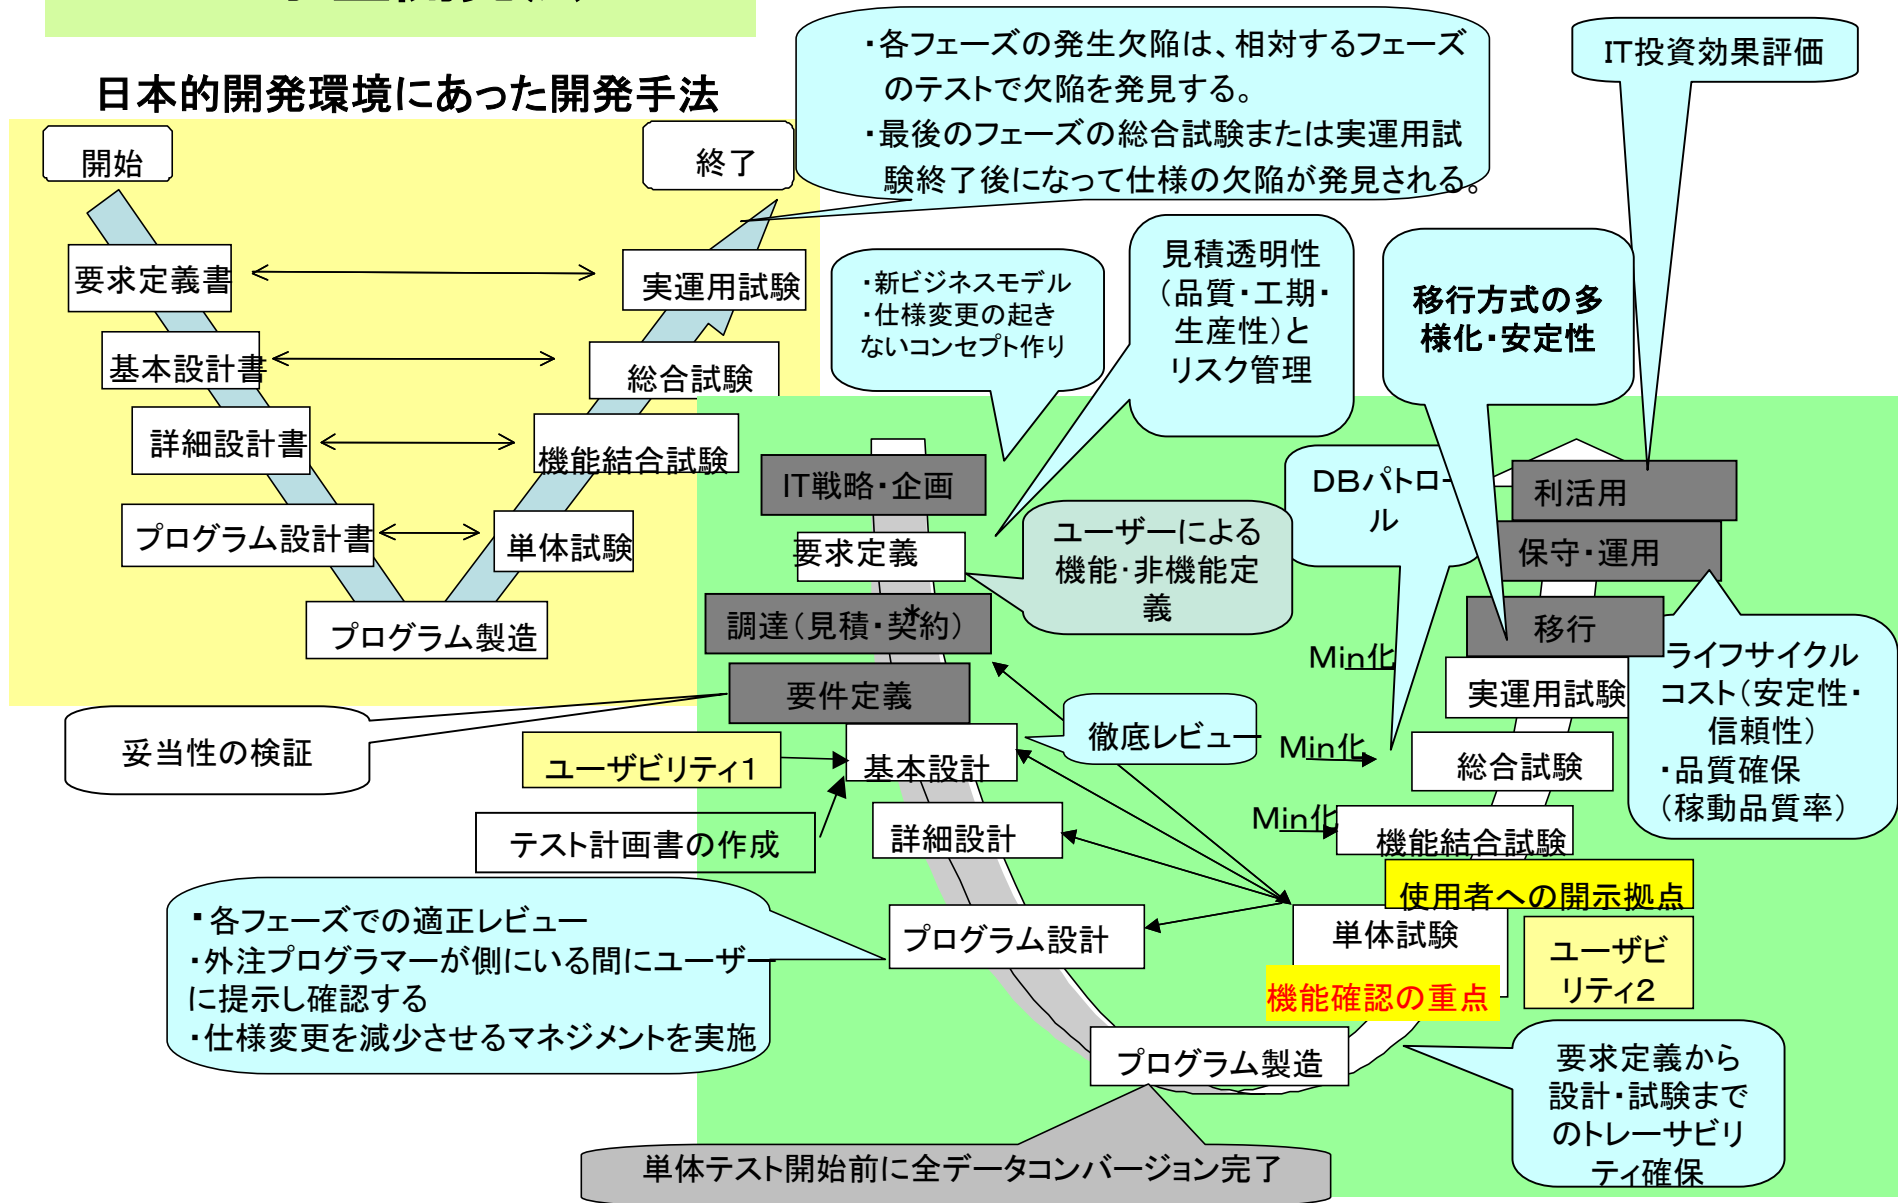 日本的開発環境にあった開発手法
開始
終了
要求定義書
実運用試験
基本設計書
総合試験
詳細設計書
機能結合試験
プログラム設計書
単体試験
プログラム製造
・各フェーズの発生欠陥は、相対するフェーズ
のテストで欠陥を発見する。
・最後のフェーズの総合試験または実運用試
験終了後になって仕様の欠陥が発見される。
IT投資効果評価
・新ビジネスモデル
・仕様変更の起き
ないコンセプト作り
見積透明性
（品質・工期・
生産性）と
リスク管理
移行方式の多
様化・安定性
IT戦略・企画
要求定義
ユーザーによる
機能・非機能定
義
DBパトロー
ル
利活用
保守・運用
調達（見積・契約）
*
移行
Min化
要件定義
実運用試験
ライフサイクル
コスト（安定性・
信頼性）
・品質確保
（稼動品質率）
妥当性の検証
ユーザビリティ1
基本設計
徹底レビュー
Min化
総合試験
テスト計画書の作成
詳細設計
Min化
機能結合試験
使用者への開示拠点
・各フェーズでの適正レビュー
・外注プログラマーが側にいる間にユーザー
に提示し確認する
・仕様変更を減少させるマネジメントを実施
プログラム設計
単体試験
機能確認の重点
ユーザビ
リティ2
プログラム製造
要求定義から
設計・試験まで
のトレーサビリ
ティ確保
単体テスト開始前に全データコンバージョン完了